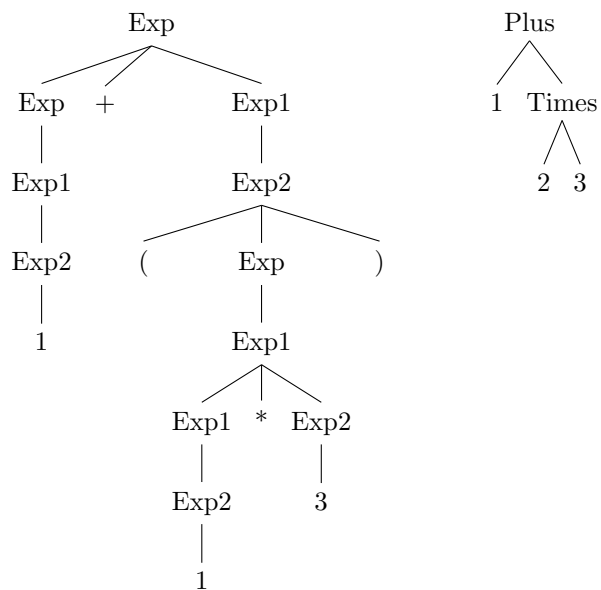 Exp Plus
Exp + Exp1 1 Times
Exp1 Exp2 2 3
Exp2 ( Exp )
1 Exp1
Exp1 * Exp2
Exp2 3
1